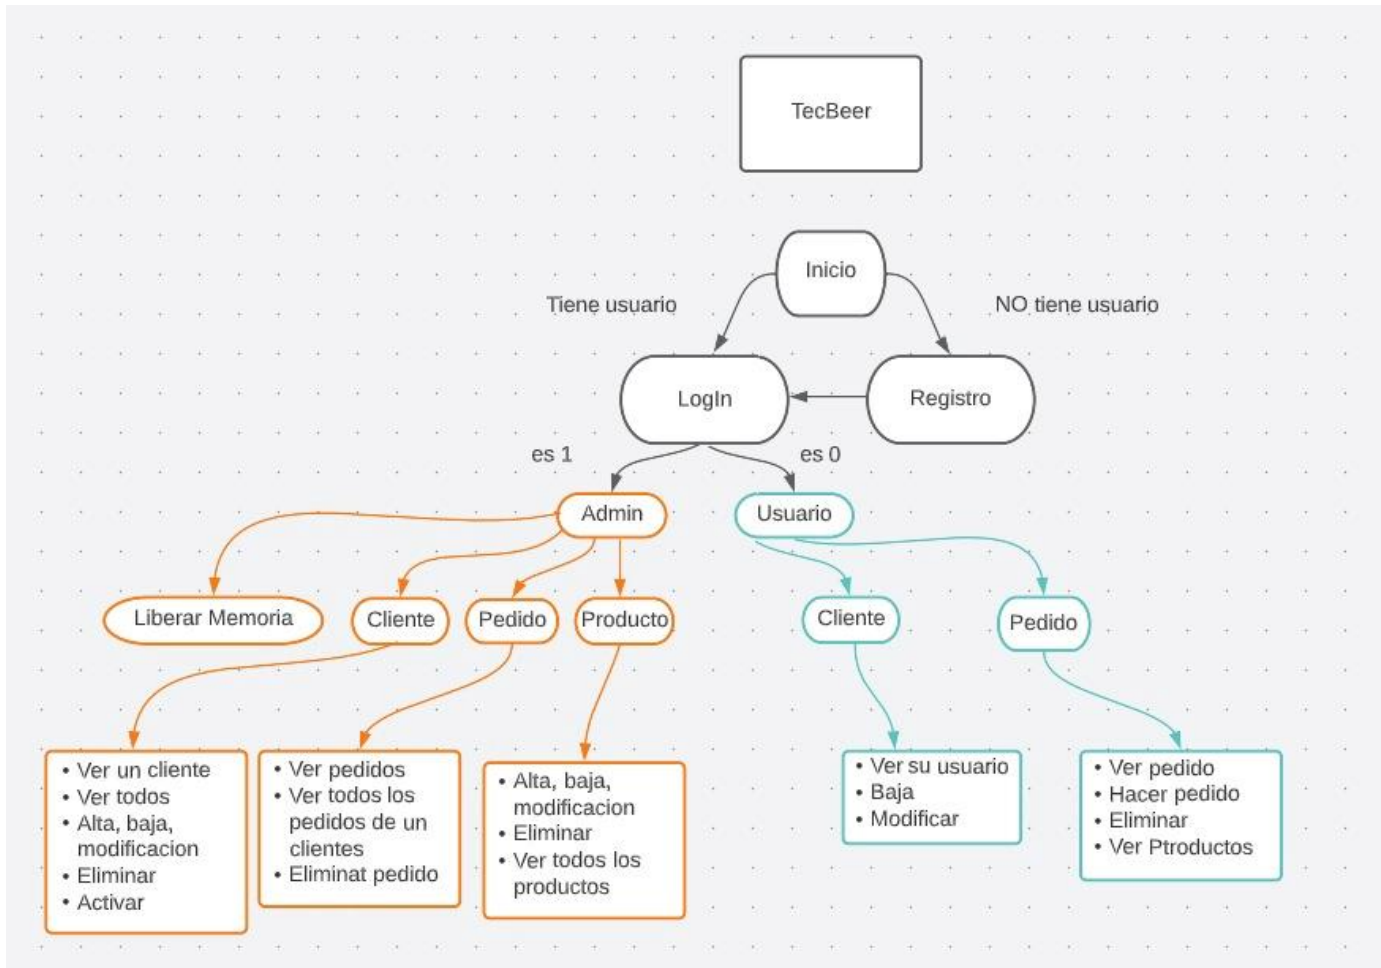 TecBeer
Inicio
Tiene usuario
NO tiene usuario
LogIn
Registro
es 1
es 0
Admin
Usuario
Liberar Memoria
Cliente
Pedido
Producto
Cliente
Pedido
• Ver un cliente
• Ver todos
• Alta, baja,
modificacion
• Eliminar
• Activar
• Ver pedidos
• Ver todos los
pedidos de un
clientes
• Eliminat pedido
• Alta, baja,
modificacion
• Eliminar
• Ver todos los
productos
• Ver su usuario
• Baja
• Modificar
• Ver pedido
• Hacer pedido
• Eliminar
• Ver Ptroductos